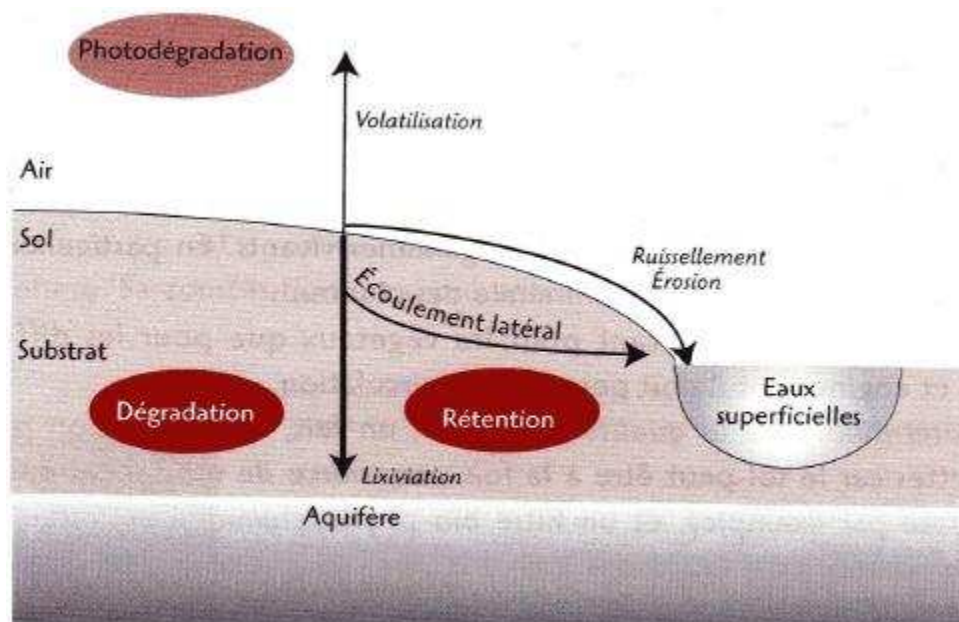 Photodégradation
Volatilisation
Air
Sol
Ruissellement
Érosion
Écoulement latéral
Substrat
Dégradation
Rétention
Eaux
superficielles
Lixiviation
Aquifère